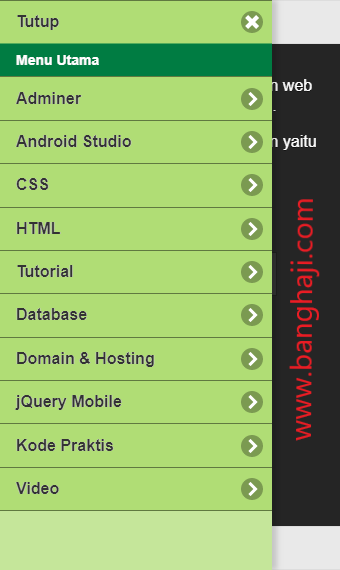 Tutup
Menu Utama
Adminer
Android Studio
CSS
HTML
Tutorial
Database
Domain & Hosting
jQuery Mobile
Kode Praktis
Video
web
yaitu
www.banghaji.com